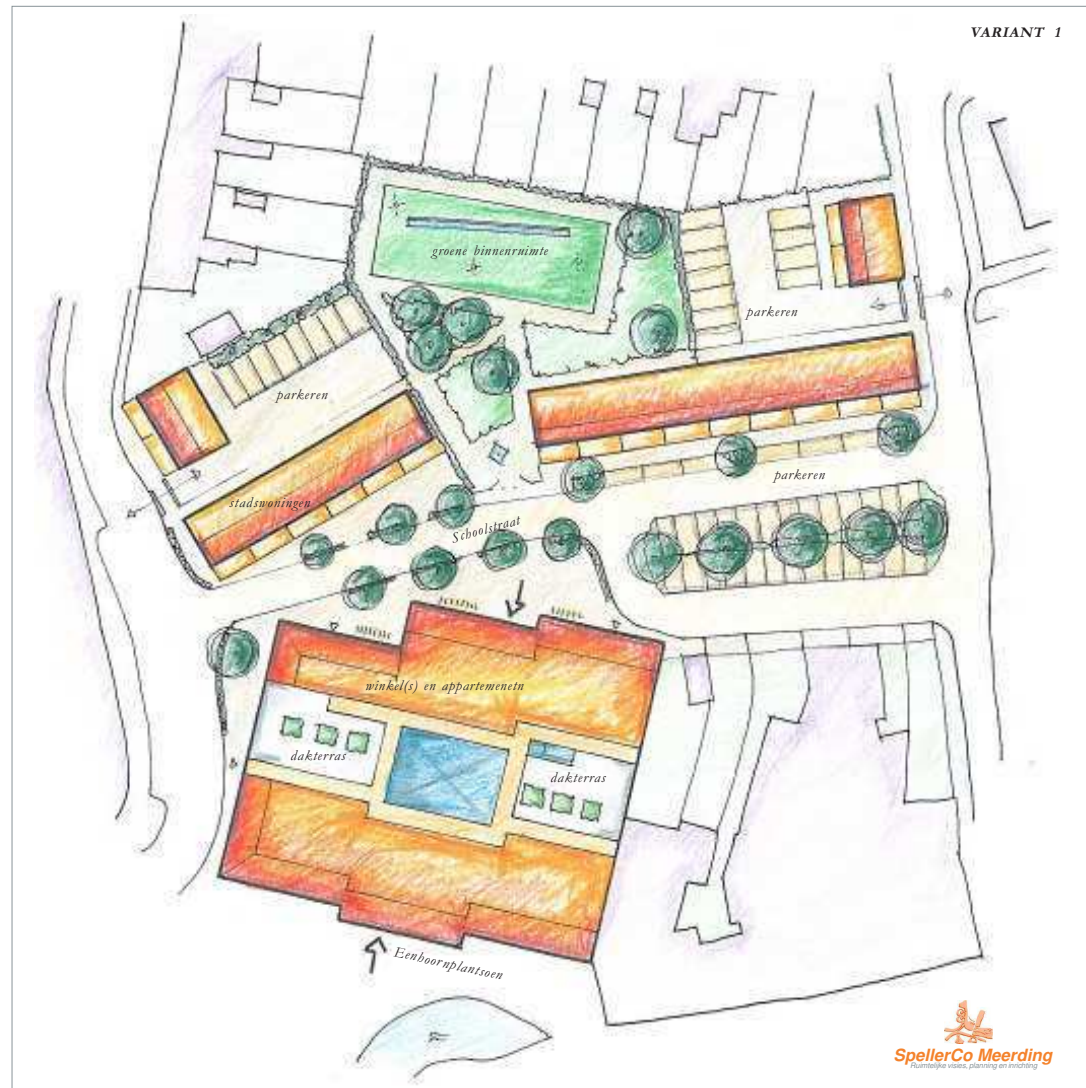 VARIANT 1
groene binnenruimte
parkeren
parkeren
parkeren
stadswoningen
Schoolstraat
winkel(s) en appartemenetn
dakterras
dakterras
Eenhoornplantsoen
SpellerCo Meerding
Ruimtelijke visies, planning en inrichting